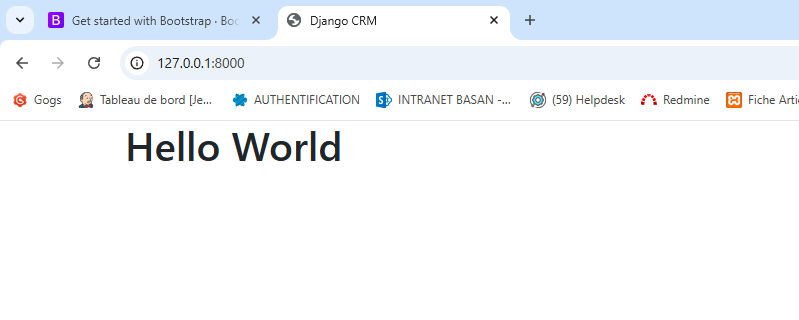 Get started with Bootstrap · Boo
Django CRM
127.0.0.1:8000
Gogs
Tableau de bord [Je...
AUTHENTIFICATION
INTRANET BASAN -...
(59) Helpdesk
Redmine
Fiche Arti
Hello World